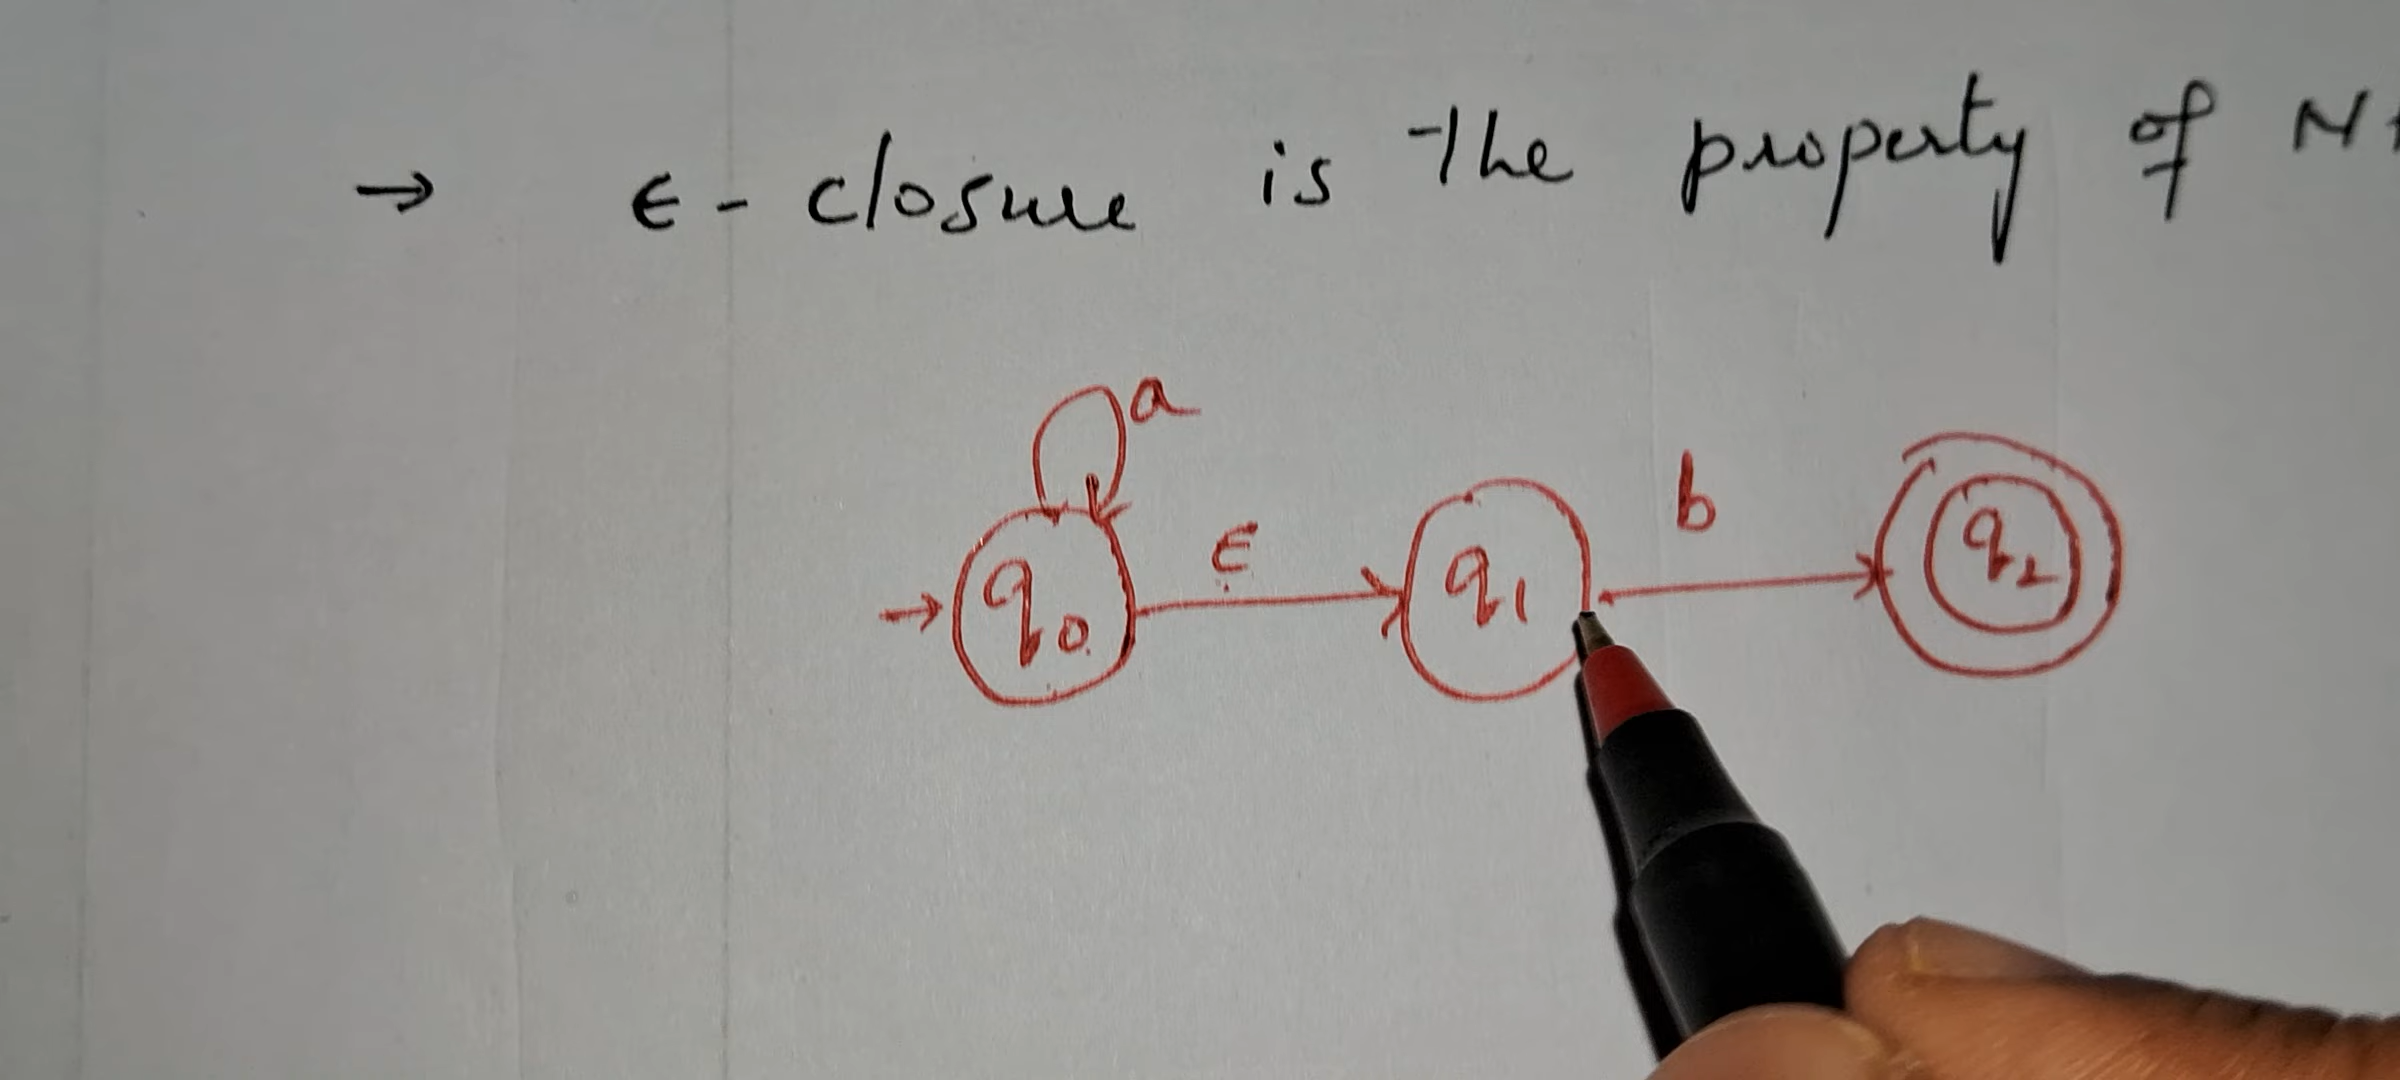 → ϵ - closure is the property of
a
ϵ b
→ q0 q1 q2